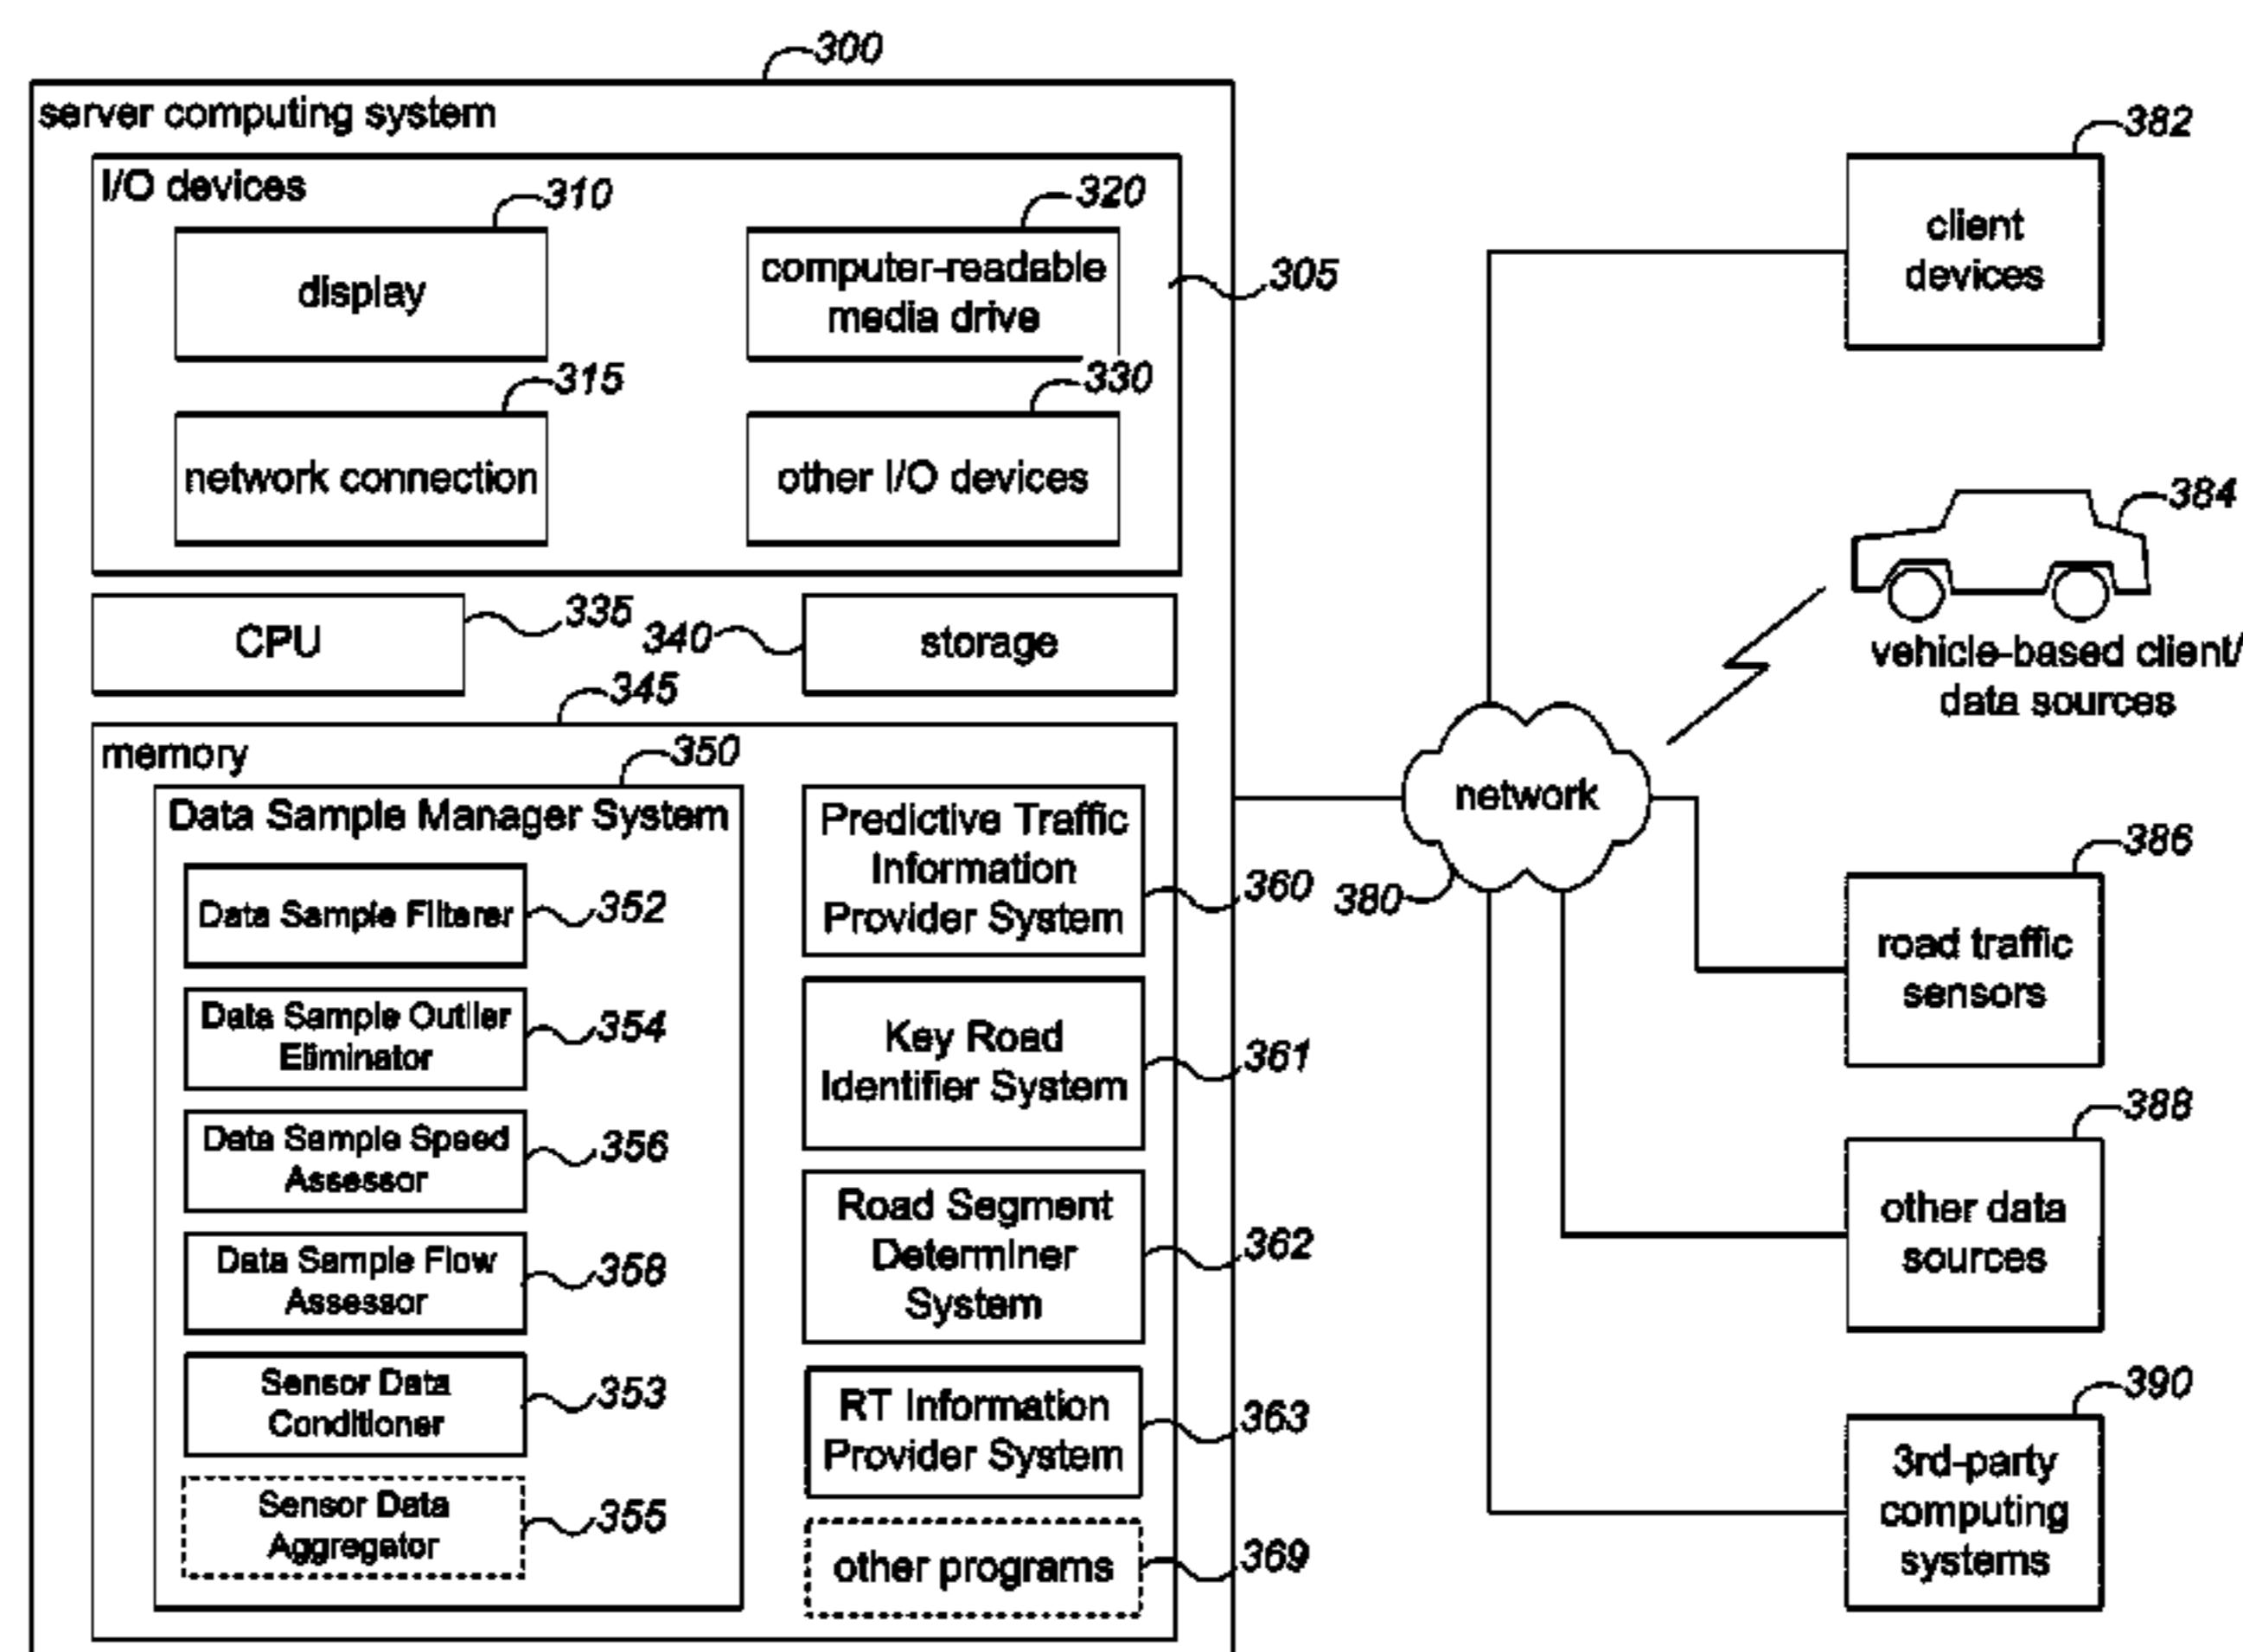 300
server computing system
I/O devices
310
display
320
computer-readable
media drive
305
315
network connection
330
other I/O devices
CPU
335
340
storage
345
memory
350
Data Sample Manager System
Data Sample Filterer
352
Data Sample Outlier
Eliminator
354
Data Sample Speed
Assessor
356
Data Sample Flow
Assessor
358
Sensor Data
Conditioner
353
Sensor Data
Aggregator
355
Predictive Traffic
Information
Provider System
360
Key Road
Identifier System
361
Road Segment
Determiner
System
362
RT Information
Provider System
363
other programs
369
network
380
382
client
devices
384
vehicle-based client/
data sources
386
road traffic
sensors
388
other data
sources
390
3rd-party
computing
systems